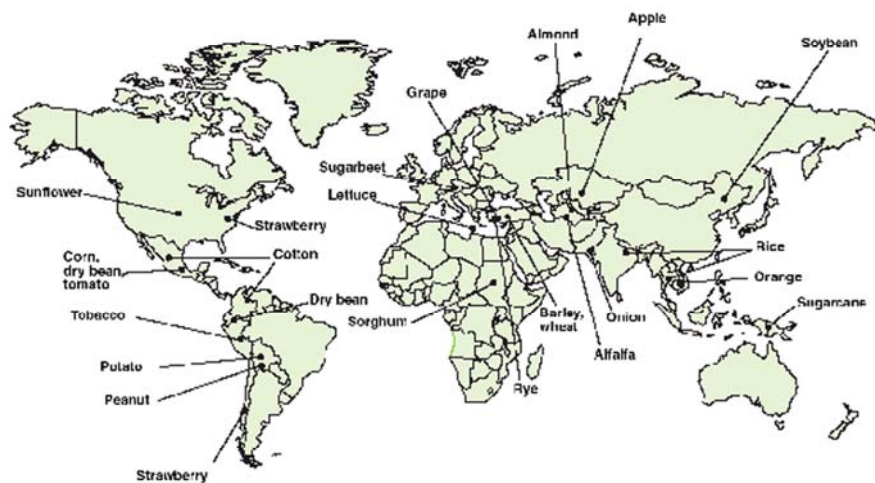 Apple
Almond
Soybean
Grape
Sugarbeet
Lettuce
Sunflower
Strawberry
Corn,
dry bean,
tomato
Cotton
Rice
Orange
Dry bean
Tobacco
Sorghum
Barley,
wheat
Onion
Sugarcane
Alfalfa
Potato
Rye
Peanut
Strawberry